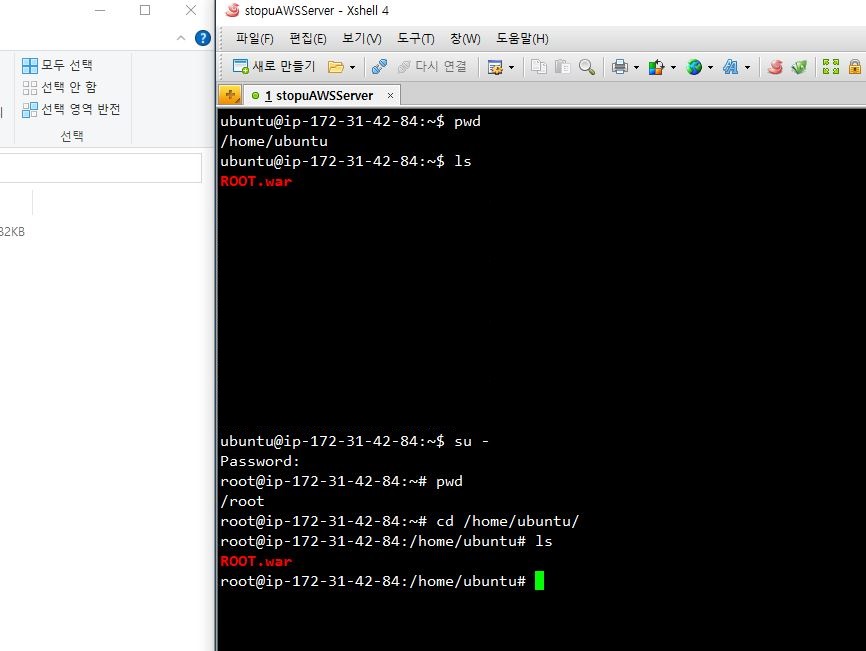 모두 선택
선택 안 함
선택 영역 반전
선택
32KB
stopuAWSServer - Xshell 4
파일(F) 편집(E) 보기(V) 도구(T) 창(W) 도움말(H)
새로 만들기 다시 연결
1 stopuAWSServer
ubuntu@ip-172-31-42-84:~$ pwd
/home/ubuntu
ubuntu@ip-172-31-42-84:~$ ls
ROOT.war
ubuntu@ip-172-31-42-84:~$ su -
Password:
root@ip-172-31-42-84:~# pwd
/root
root@ip-172-31-42-84:~# cd /home/ubuntu/
root@ip-172-31-42-84:/home/ubuntu# ls
ROOT.war
root@ip-172-31-42-84:/home/ubuntu#